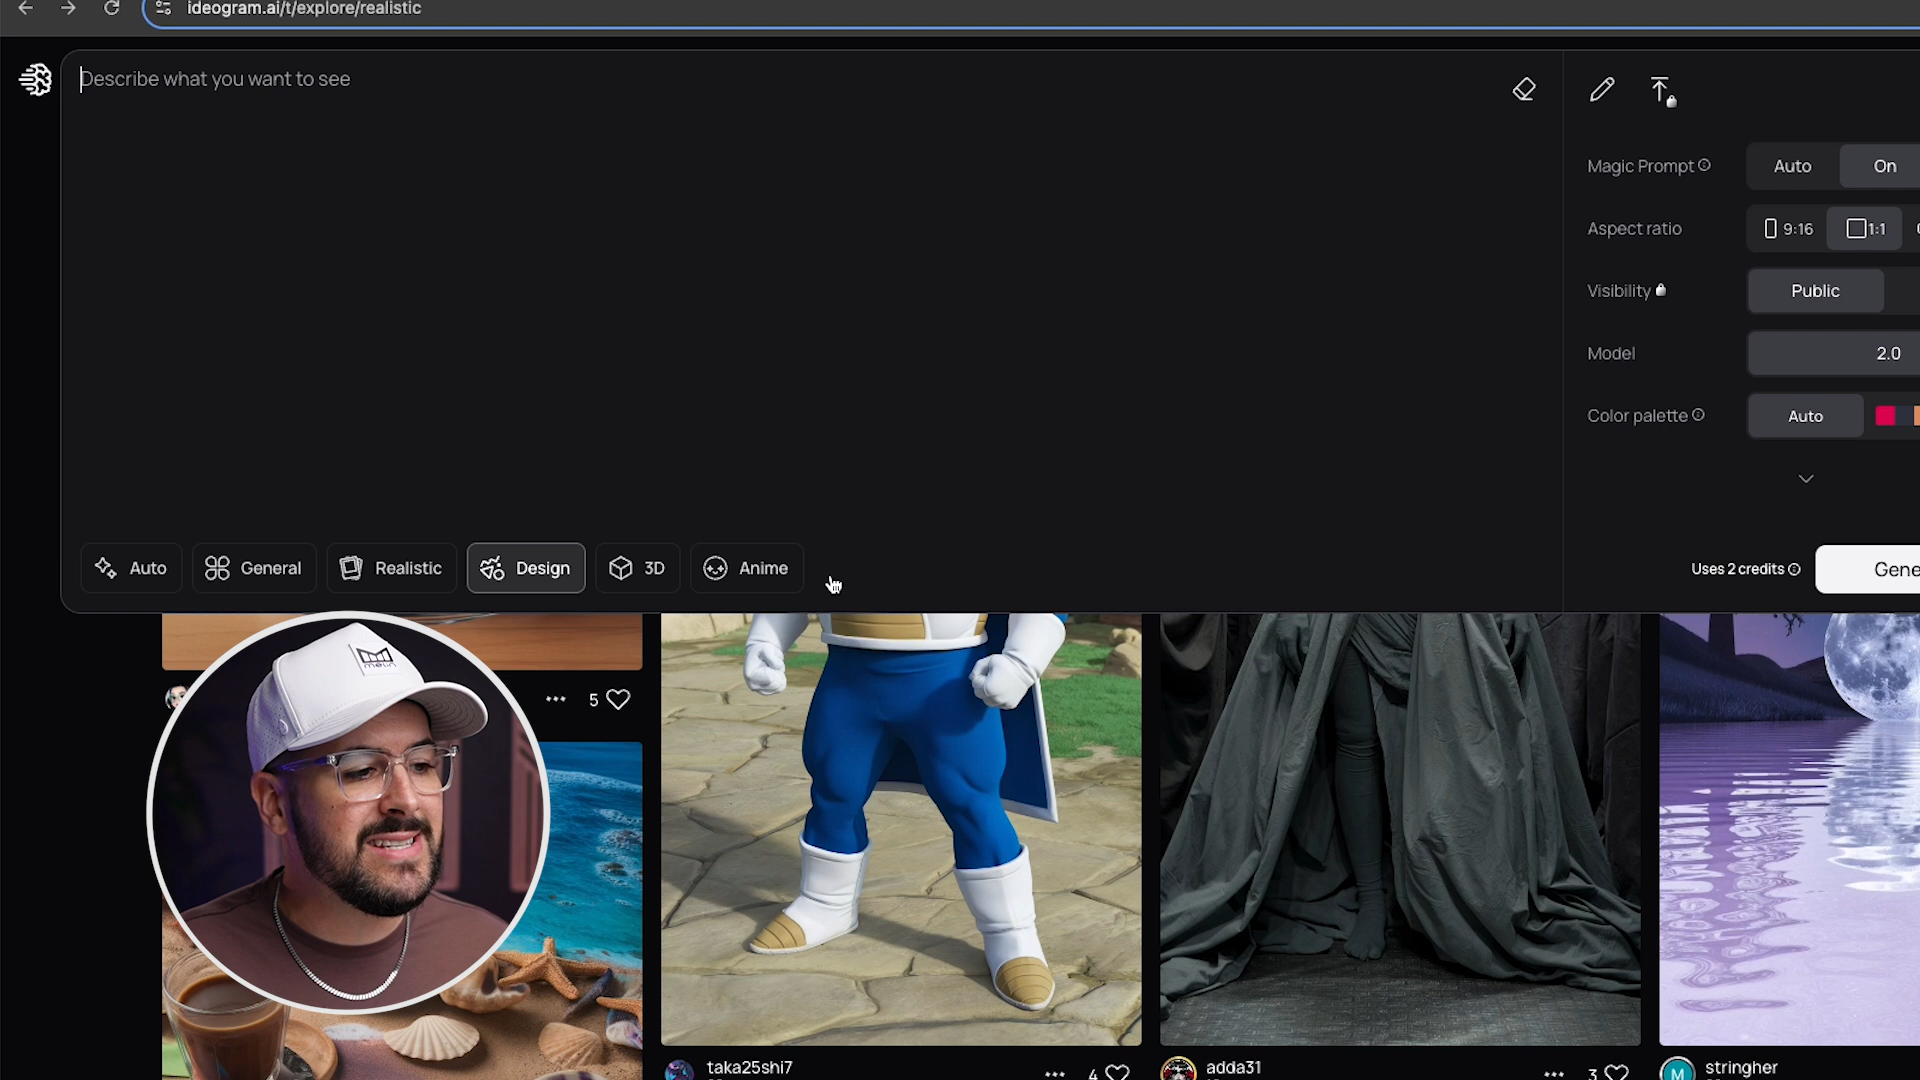 ideogram.ai/t/explore/realistic
Describe what you want to see
Magic Prompt
Auto
On
Aspect ratio
9:16
1:1
Visibility
Public
Model
2.0
Color palette
Auto
Auto
General
Realistic
Design
3D
Anime
Uses 2 credits
Gene
melin
5
taka25shi7
4
adda31
3
M
stringher